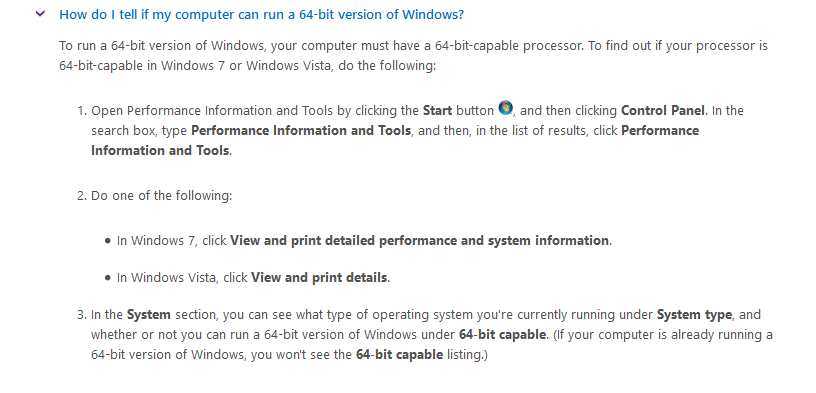 How do I tell if my computer can run a 64-bit version of Windows?
To run a 64-bit version of Windows, your computer must have a 64-bit-capable processor. To find out if your processor is
64-bit-capable in Windows 7 or Windows Vista, do the following:
1. Open Performance Information and Tools by clicking the Start button , and then clicking Control Panel. In the
search box, type Performance Information and Tools, and then, in the list of results, click Performance
Information and Tools.
2. Do one of the following:
• In Windows 7, click View and print detailed performance and system information.
• In Windows Vista, click View and print details.
3. In the System section, you can see what type of operating system you're currently running under System type, and
whether or not you can run a 64-bit version of Windows under 64-bit capable. (If your computer is already running a
64-bit version of Windows, you won't see the 64-bit capable listing.)